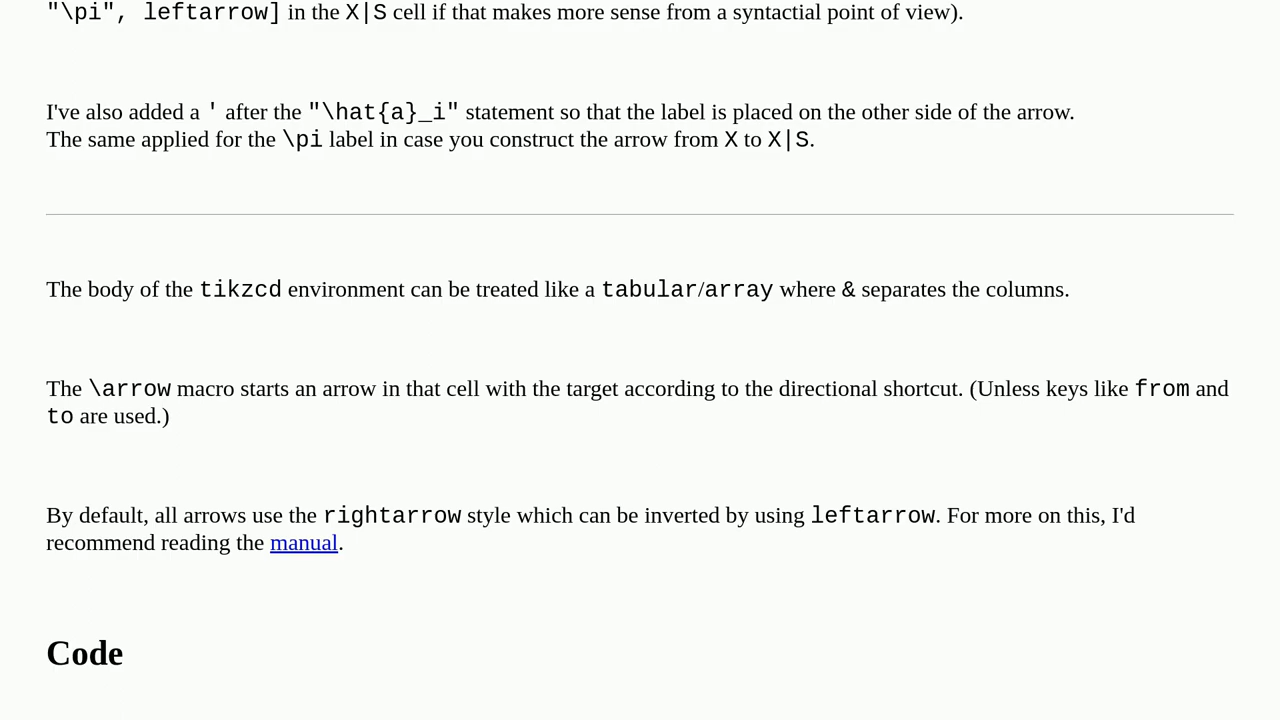 "\pi", leftarrow] in the X|S cell if that makes more sense from a syntactial point of view).
I've also added a ' after the "\hat{a}_i" statement so that the label is placed on the other side of the arrow.
The same applied for the \pi label in case you construct the arrow from X to X|S.
The body of the tikzcd environment can be treated like a tabular/array where & separates the columns.
The \arrow macro starts an arrow in that cell with the target according to the directional shortcut. (Unless keys like from and
to are used.)
By default, all arrows use the rightarrow style which can be inverted by using leftarrow. For more on this, I'd
recommend reading the manual.
Code